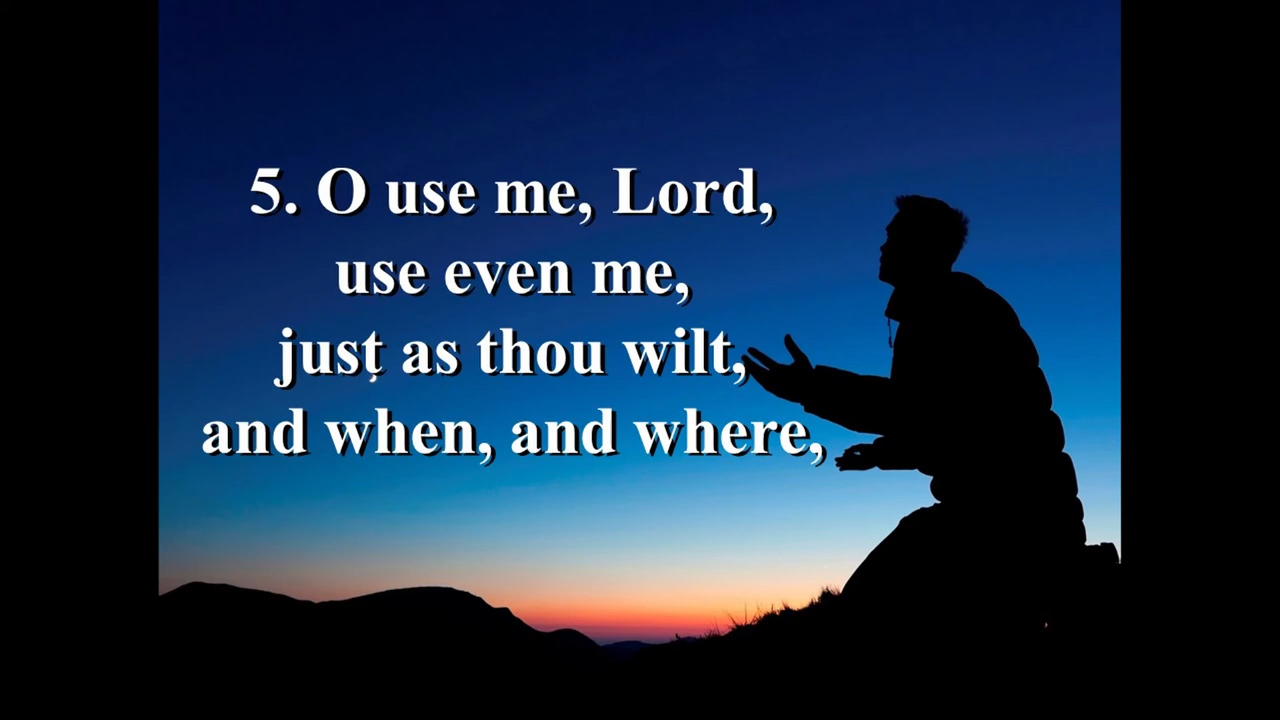 5. O use me, Lord,
use even me,
just as thou wilt,
and when, and where,